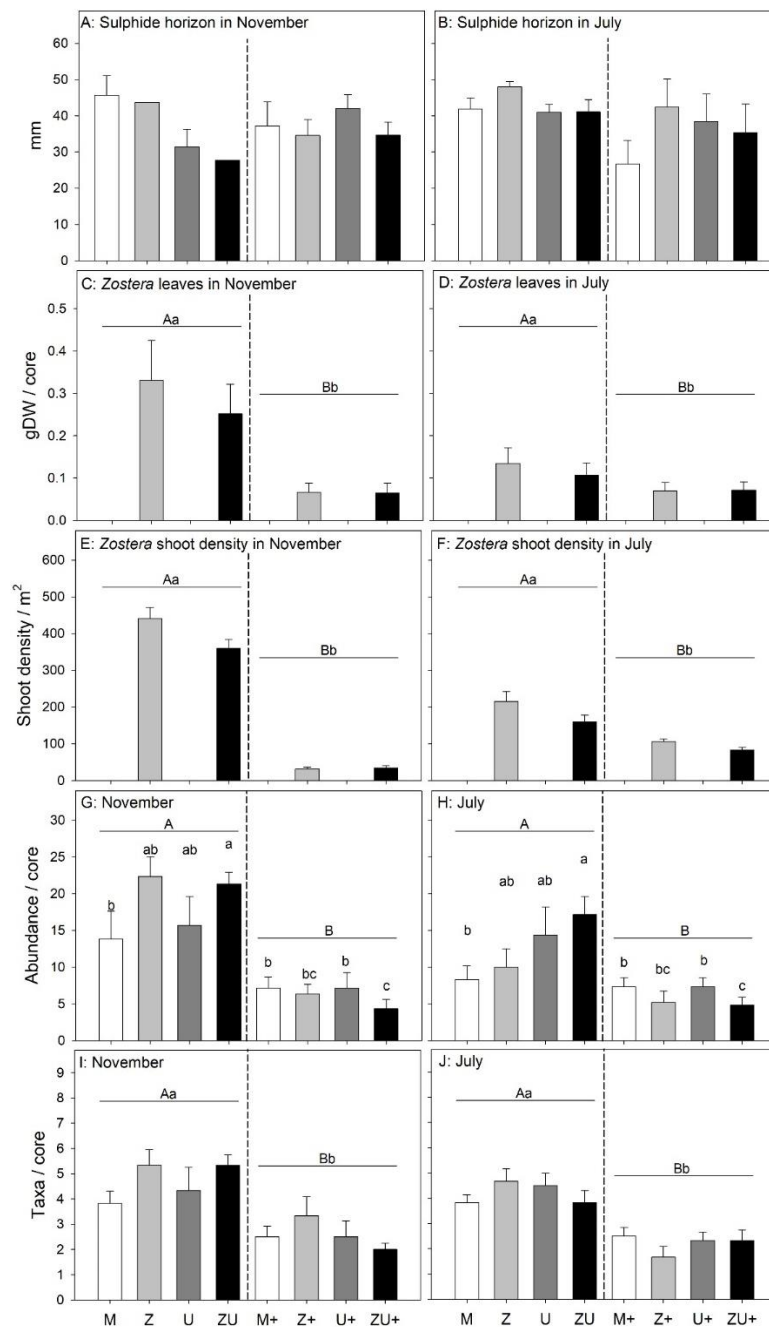 A: Sulphide horizon in November
B: Sulphide horizon in July
60
50
40
30
20
10
0
mm
C: Zostera leaves in November
D: Zostera leaves in July
0.5
0.4
0.3
0.2
0.1
0.0
gDW / core
Aa
Bb
Aa
Bb
E: Zostera shoot density in November
F: Zostera shoot density in July
600
500
400
300
200
100
0
Shoot density / m²
Aa
Bb
Aa
Bb
G: November
H: July
30
25
20
15
10
5
0
Abundance / core
A
b ab ab a
B
b bc b c
A
b ab ab a
B
b bc b c
I: November
J: July
9
8
7
6
5
4
3
2
1
0
Taxa / core
Aa
Bb
Aa
Bb
M Z U ZU M+ Z+ U+ ZU+
M Z U ZU M+ Z+ U+ ZU+